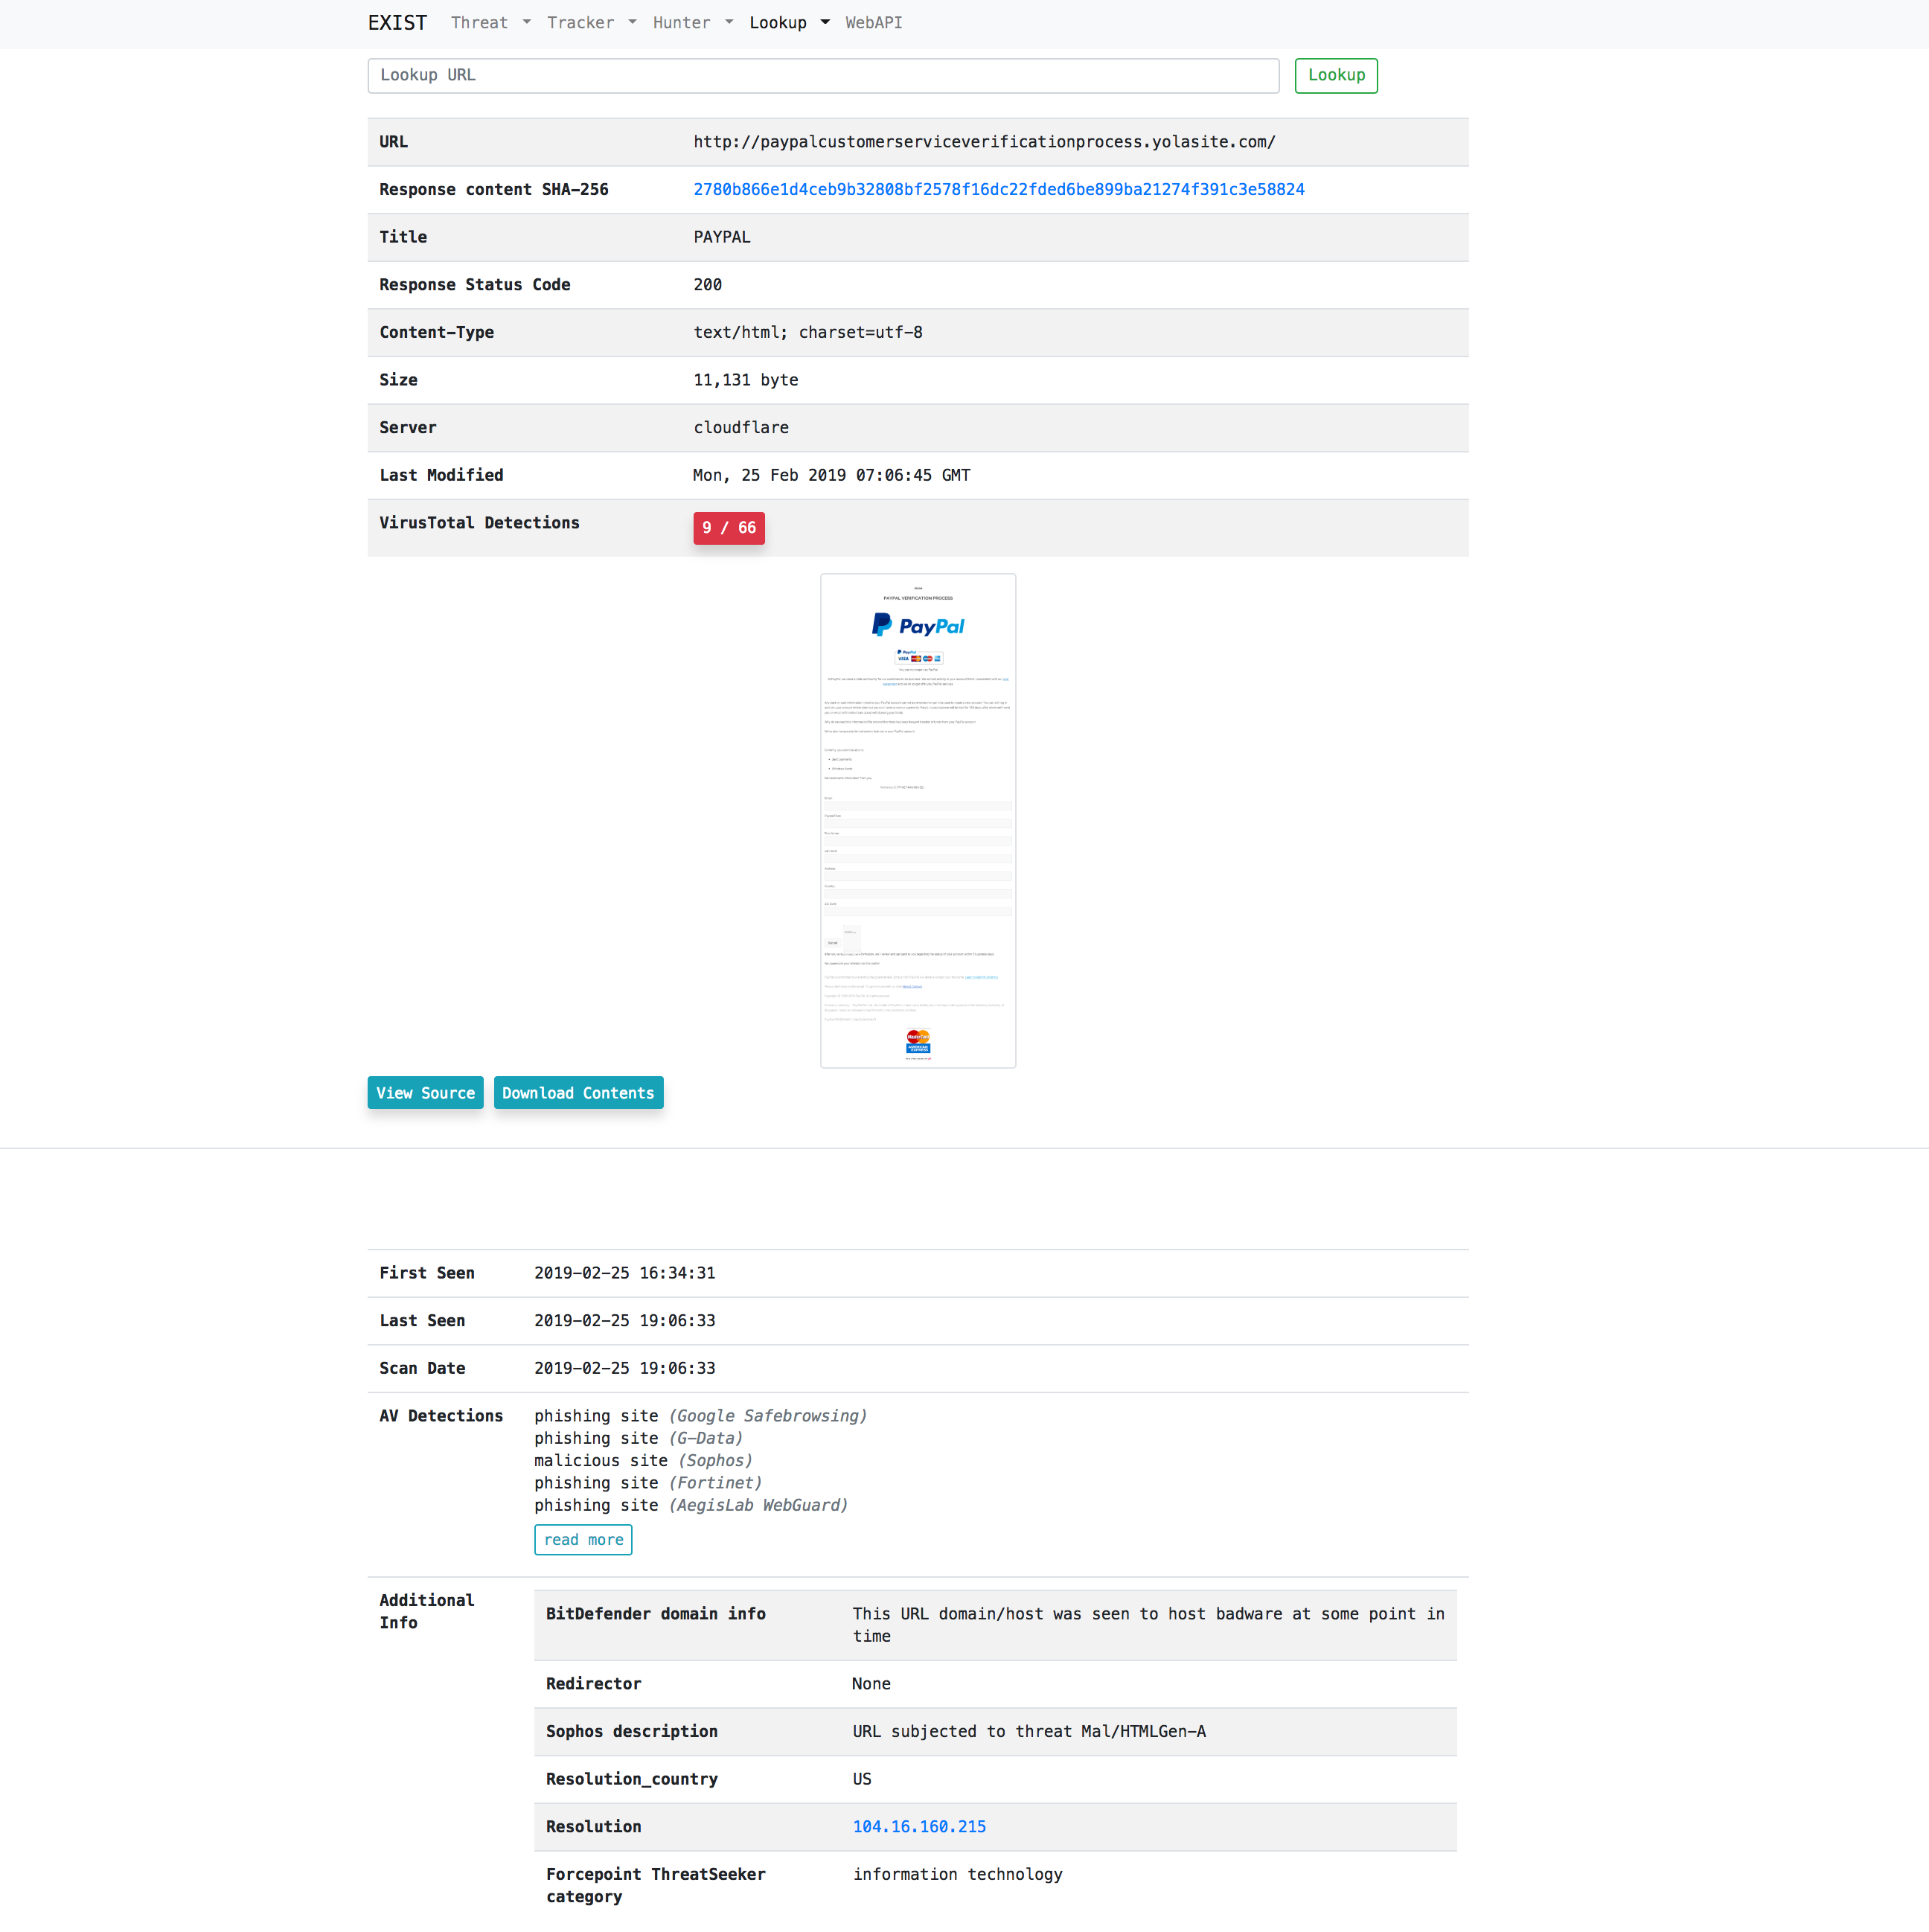 EXIST Threat Tracker Hunter Lookup WebAPI
Lookup URL Lookup
URL http://paypalcustomerserviceverificationprocess.yolasite.com/
Response content SHA-256 2780b866e1d4ceb9b32808bf2578f16dc22fded6be899ba21274f391c3e58824
Title PAYPAL
Response Status Code 200
Content-Type text/html; charset=utf-8
Size 11,131 byte
Server cloudflare
Last Modified Mon, 25 Feb 2019 07:06:45 GMT
VirusTotal Detections 9 / 66
PAYPAL VERIFICATION PROCESS
PayPal
PayPal
VISA
MasterCard
AMERICAN EXPRESS
View Source Download Contents
First Seen 2019-02-25 16:34:31
Last Seen 2019-02-25 19:06:33
Scan Date 2019-02-25 19:06:33
AV Detections phishing site (Google Safebrowsing)
phishing site (G-Data)
malicious site (Sophos)
phishing site (Fortinet)
phishing site (AegisLab WebGuard)
read more
Additional Info
BitDefender domain info This URL domain/host was seen to host badware at some point in
time
Redirector None
Sophos description URL subjected to threat Mal/HTMLGen-A
Resolution_country US
Resolution 104.16.160.215
Forcepoint ThreatSeeker information technology
category